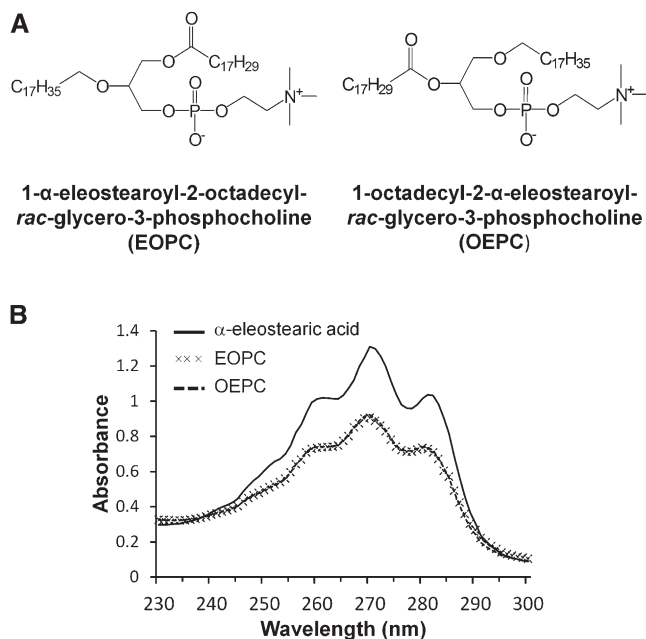 A
O
O
C17H29
C17H35
O
O
P
O
O
O-
N+
1-α-eleostearoyl-2-octadecyl-
rac-glycero-3-phosphocholine
(EOPC)
O
C17H29
O
O
C17H35
O
P
O
O
O-
N+
1-octadecyl-2-α-eleostearoyl-
rac-glycero-3-phosphocholine
(OEPC)
B
α-eleostearic acid
EOPC
OEPC
Absorbance
1.4
1.2
1
0.8
0.6
0.4
0.2
0
230 240 250 260 270 280 290 300
Wavelength (nm)